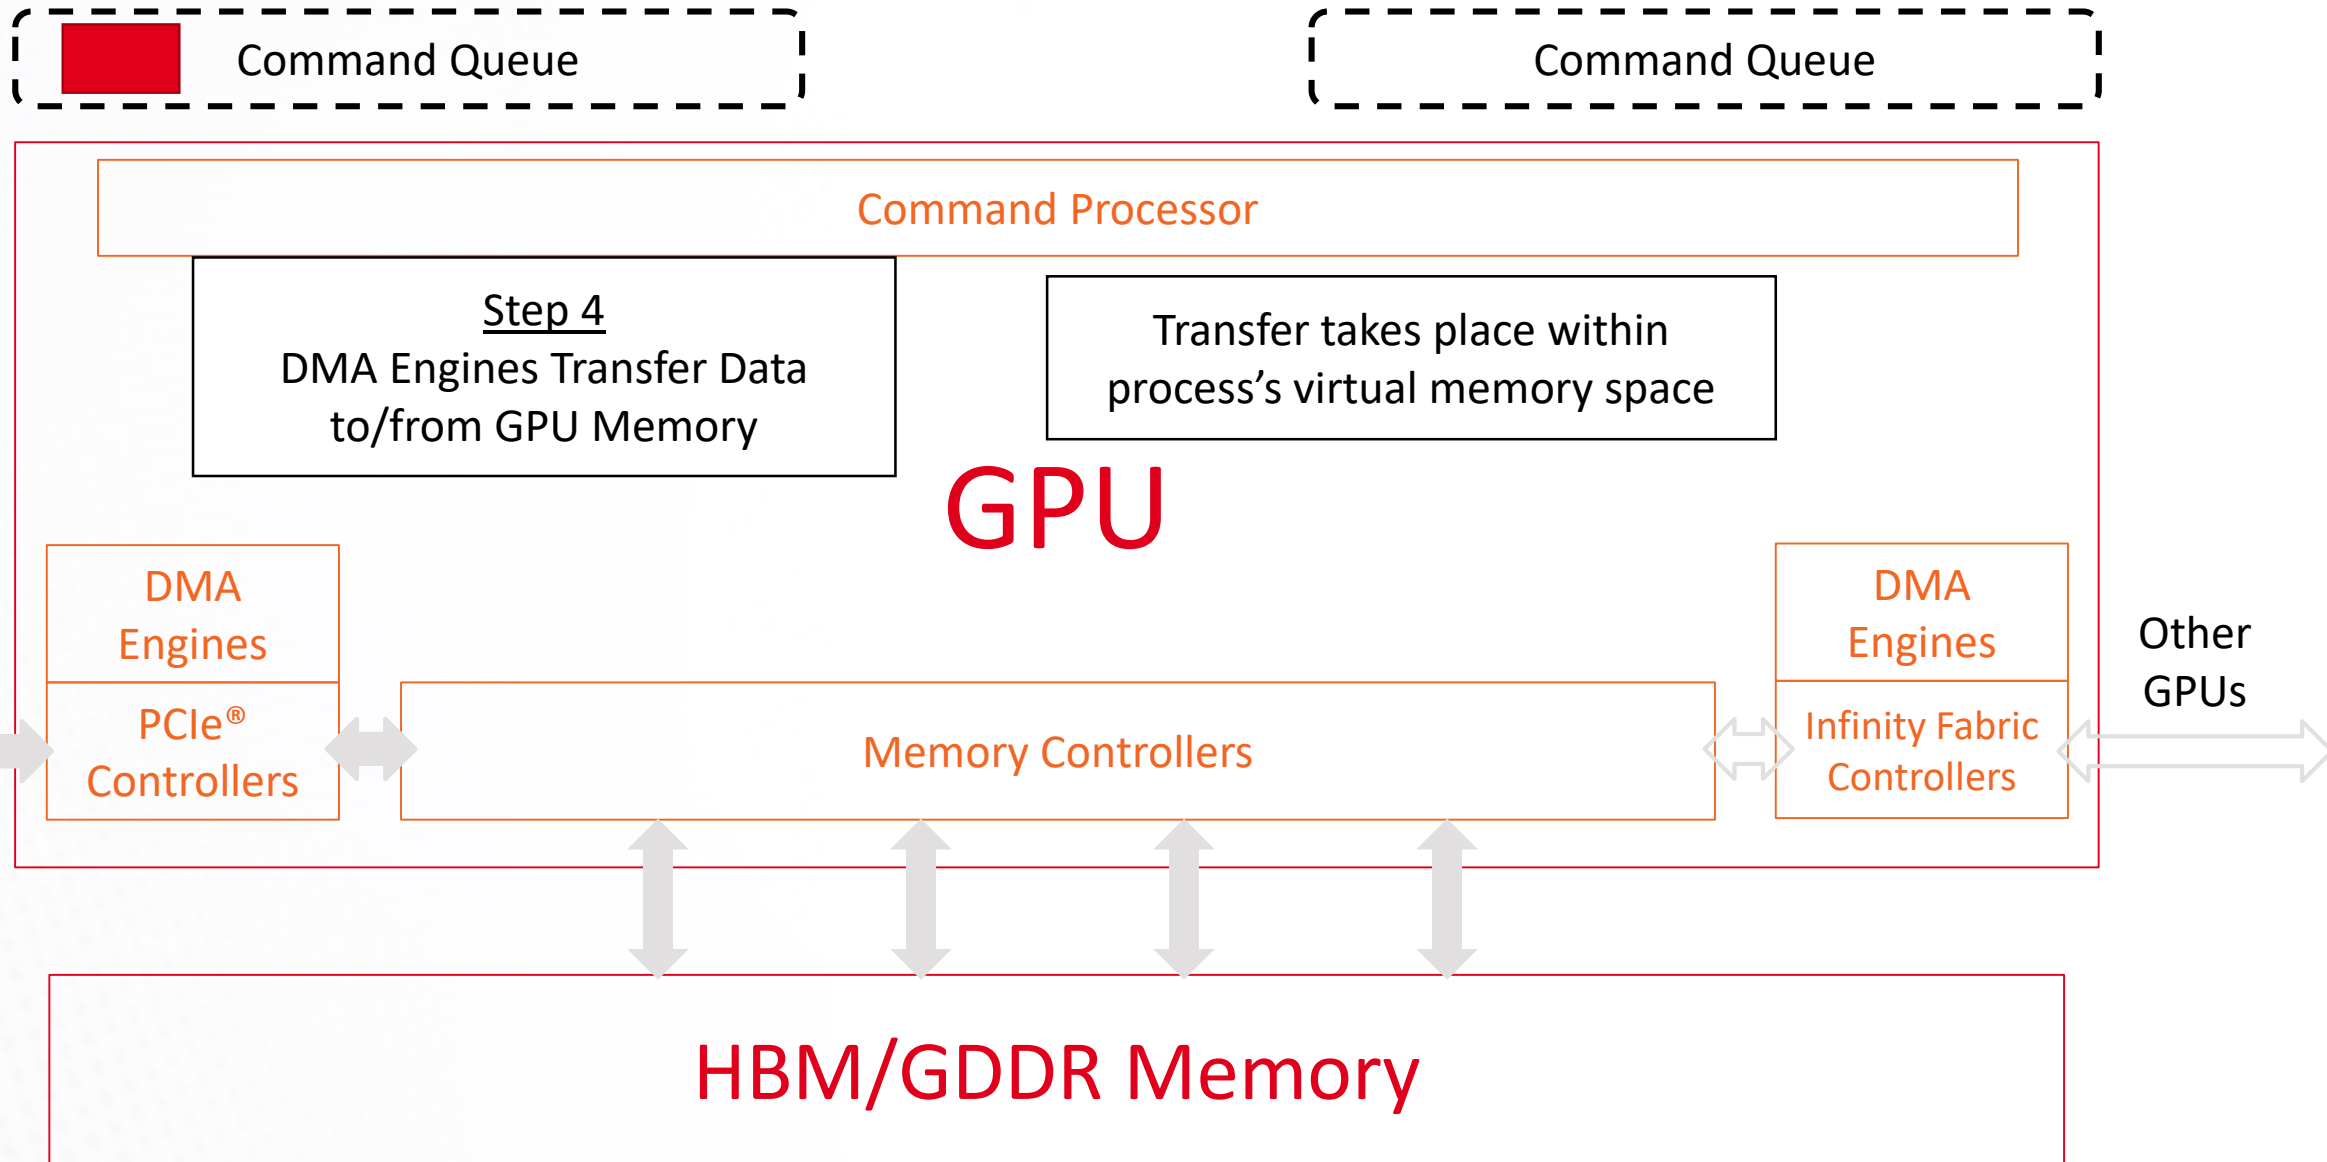 Command Queue
Command Queue
Command Processor
Step 4
DMA Engines Transfer Data
to/from GPU Memory
Transfer takes place within
process’s virtual memory space
GPU
DMA
Engines
PCIe®
Controllers
Memory Controllers
DMA
Engines
Infinity Fabric
Controllers
Other
GPUs
HBM/GDDR Memory